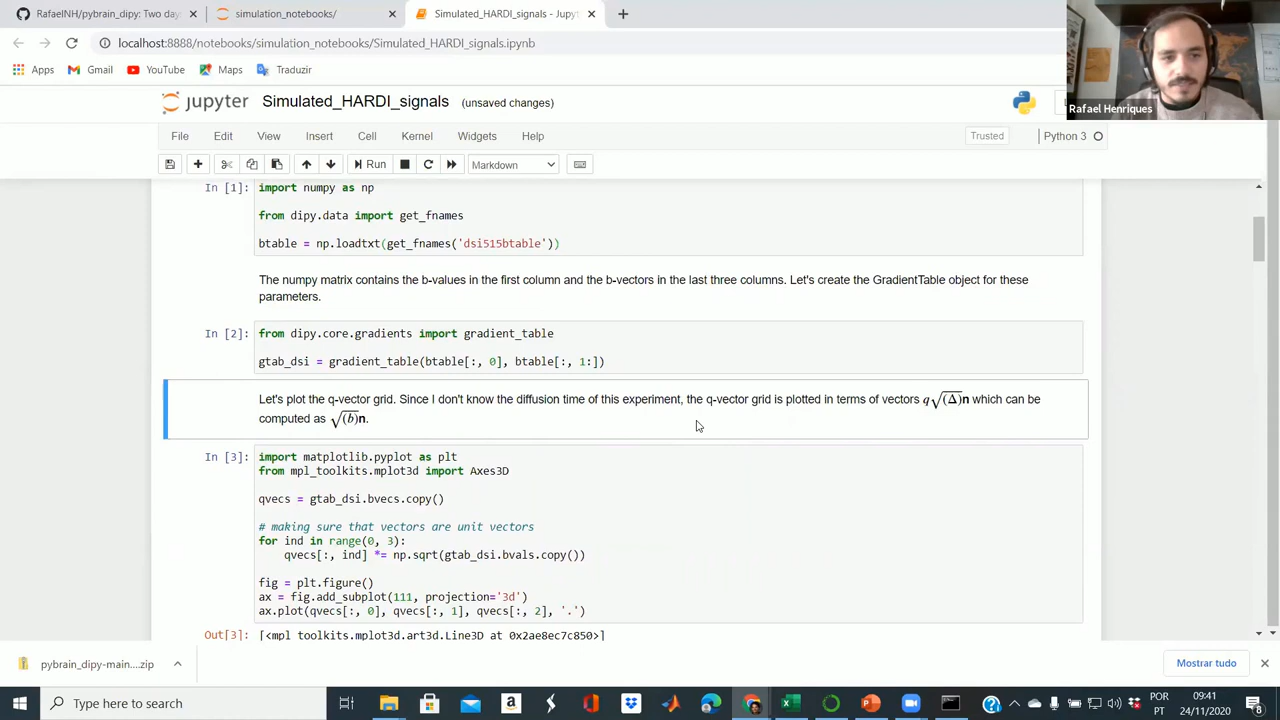 RafaelNH/pybrain_dipy: Two day
simulation_notebooks/
Simulated_HARDI_signals - Jupyt
localhost:8888/notebooks/simulation_notebooks/Simulated_HARDI_signals.ipynb
Apps
Gmail
YouTube
Maps
Traduzir
Rafael Henriques
jupyter
Simulated_HARDI_signals
(unsaved changes)
File
Edit
View
Insert
Cell
Kernel
Widgets
Help
Trusted
Python 3
Run
Markdown
In [1]:
import numpy as np
from dipy.data import get_fnames
btable = np.loadtxt(get_fnames('dsi515btable'))
The numpy matrix contains the b-values in the first column and the b-vectors in the last three columns. Let's create the GradientTable object for these
parameters.
In [2]:
from dipy.core.gradients import gradient_table
gtab_dsi = gradient_table(btable[:, 0], btable[:, 1:])
Let's plot the q-vector grid. Since I don't know the diffusion time of this experiment, the q-vector grid is plotted in terms of vectors q√(Δ)n which can be
computed as √(b)n.
In [3]:
import matplotlib.pyplot as plt
from mpl_toolkits.mplot3d import Axes3D
qvecs = gtab_dsi.bvecs.copy()
# making sure that vectors are unit vectors
for ind in range(0, 3):
qvecs[:, ind] *= np.sqrt(gtab_dsi.bvals.copy())
fig = plt.figure()
ax = fig.add_subplot(111, projection='3d')
ax.plot(qvecs[:, 0], qvecs[:, 1], qvecs[:, 2], '.')
Out[3]:
[<mpl_toolkits.mplot3d.art3d.Line3D at 0x2ae8ec7c850>]
pybrain_dipy-main....zip
Mostrar tudo
Type here to search
POR
PT
09:41
24/11/2020
8